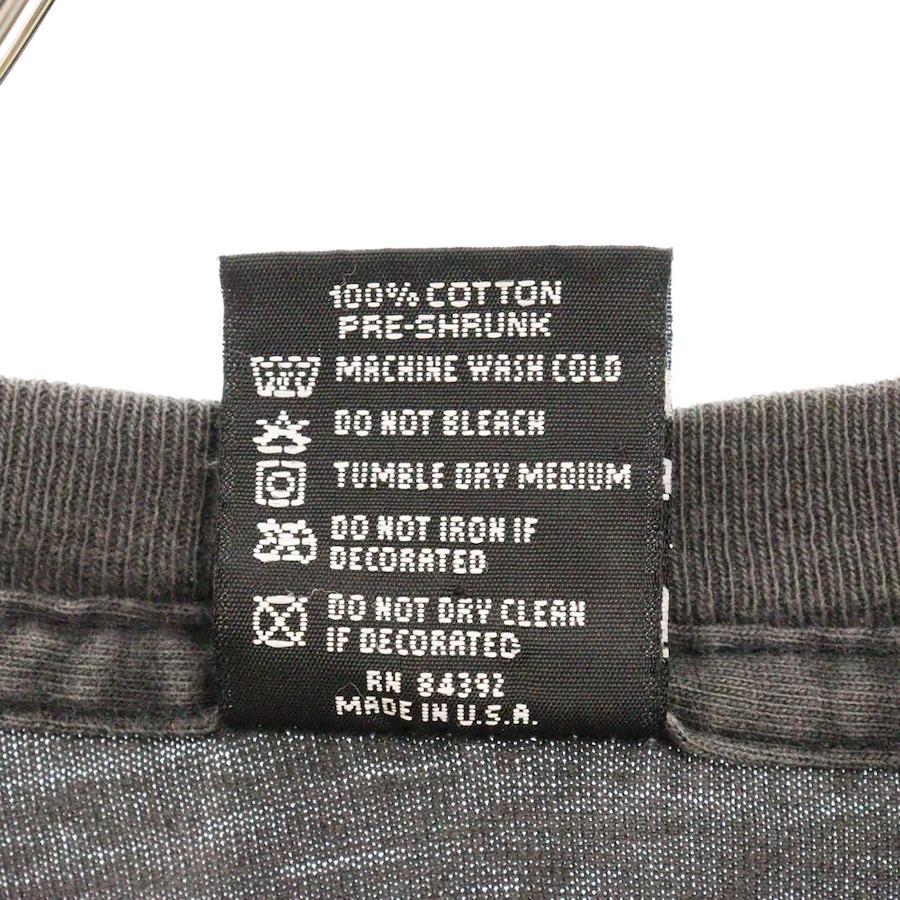 100% COTTON
PRE-SHRUNK
MACHINE WASH COLD
DO NOT BLEACH
TUMBLE DRY MEDIUM
DO NOT IRON IF
DECORATED
DO NOT DRY CLEAN
IF DECORATED
RN 84392
MADE IN U.S.A.